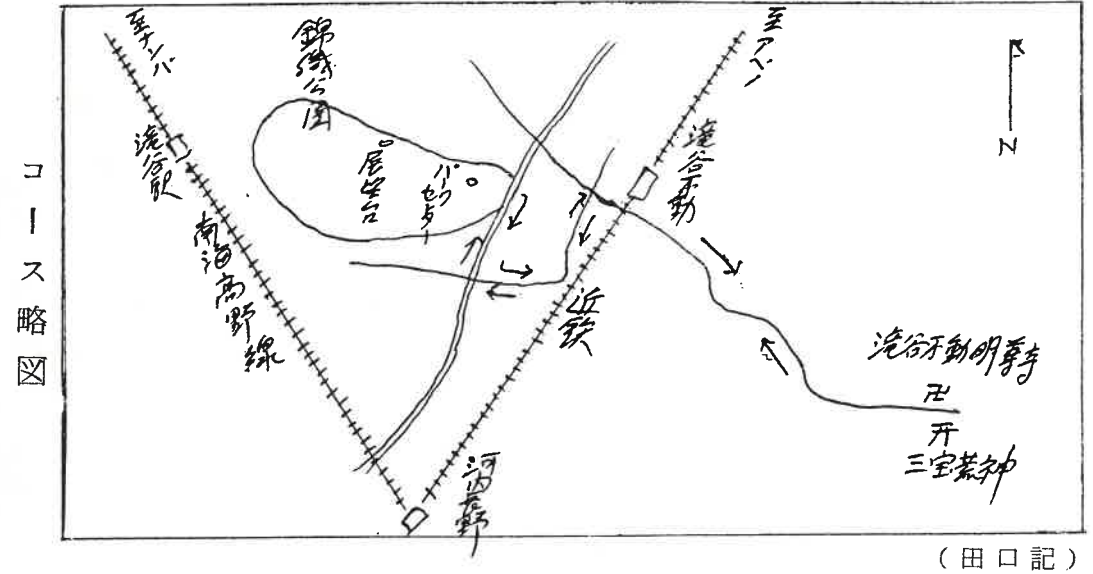 コース略図
至ナンバ
滝谷駅
南海高野線
錦織公園
展望台
パークセンター
至アベノ
滝谷不動
近鉄
河内長野
滝谷不動明尊寺
卍
三宝荒神
N
(田口記)